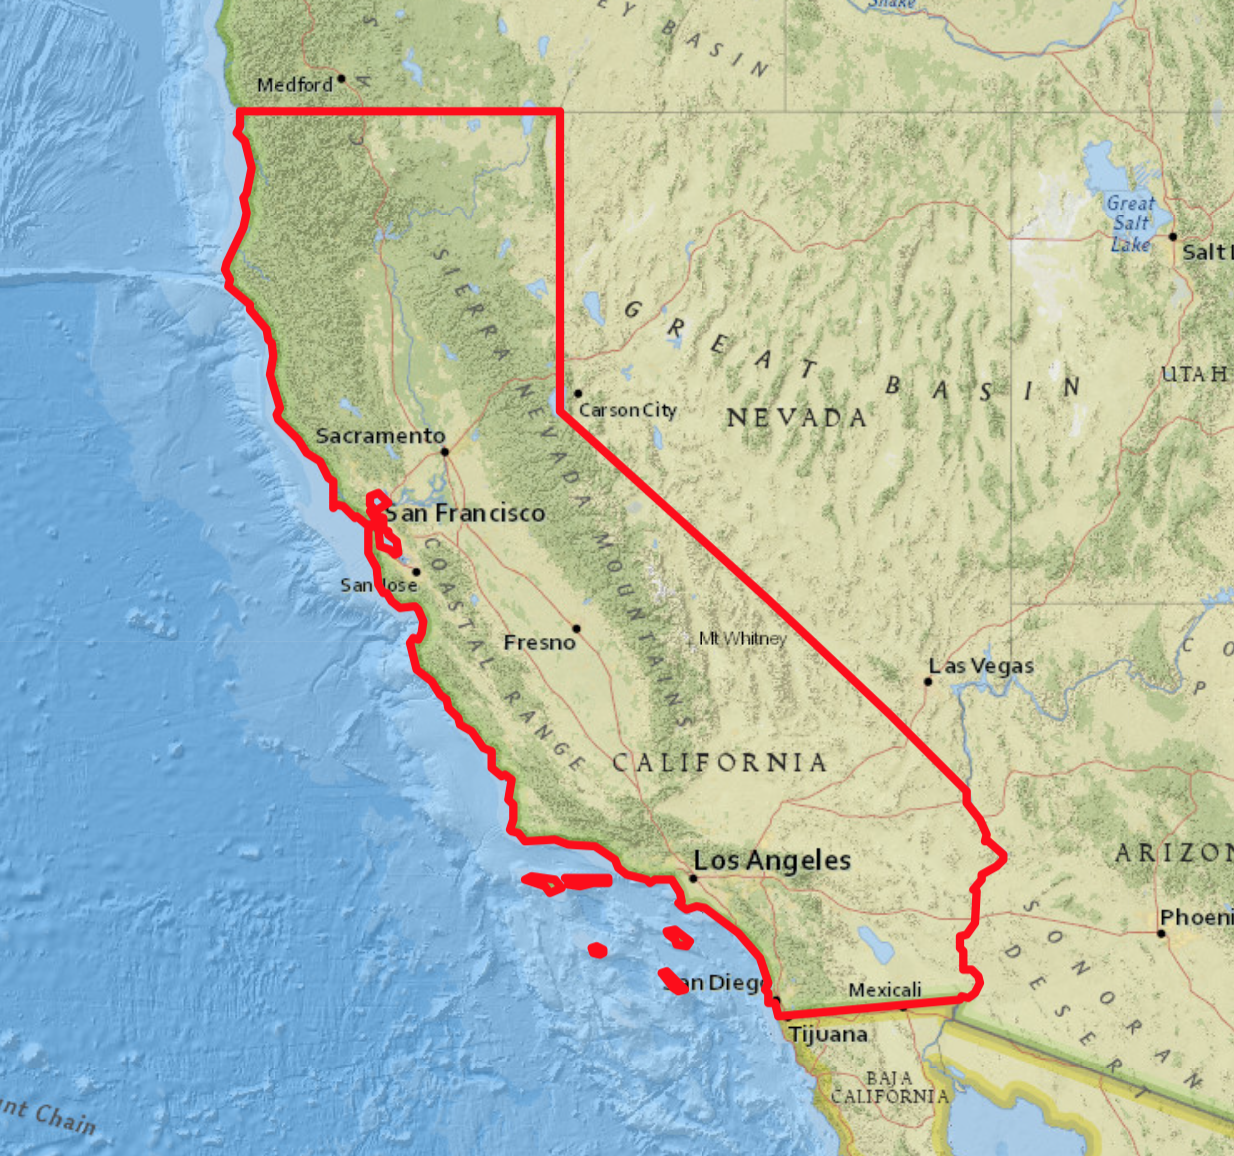 Snake
EY BASIN
Medford
S
A
C
Great
Salt
Lake
Salt L
SIERRA NEVADA MOUNTAINS
GREAT BASIN
UTAH
NEVADA
Carson City
Sacramento
San Francisco
COASTAL RANGE
San Jose
Fresno
Mt Whitney
Las Vegas
C O
P
CALIFORNIA
Los Angeles
ARIZON
Phoeni
SONORAN
DESERT
San Diego
Mexicali
Tijuana
BAJA
CALIFORNIA
unt Chain